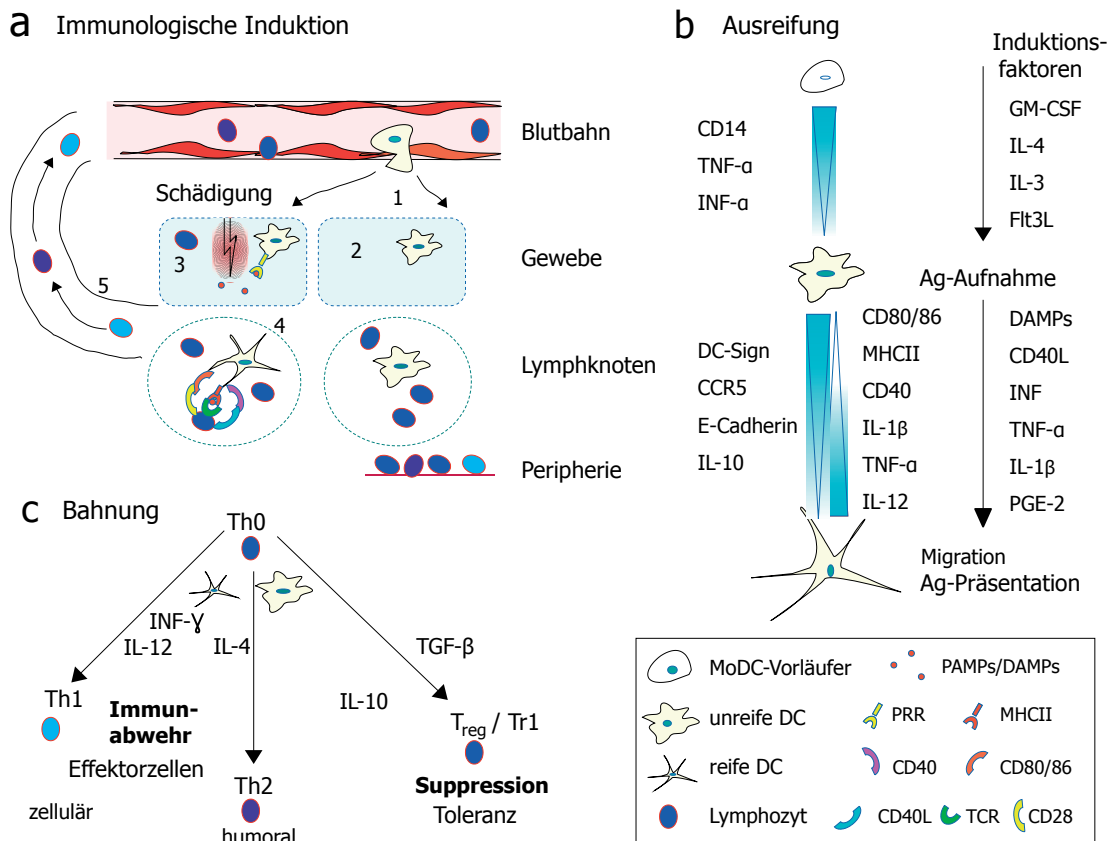 a Immunologische Induktion
Blutbahn
Schädigung
1
2
3
Gewebe
5
4
Lymphknoten
Peripherie
b Ausreifung
Induktions-
faktoren
CD14
TNF-α
INF-α
GM-CSF
IL-4
IL-3
Flt3L
Ag-Aufnahme
DC-Sign
CCR5
E-Cadherin
IL-10
CD80/86
MHCII
CD40
IL-1β
TNF-α
IL-12
DAMPs
CD40L
INF
TNF-α
IL-1β
PGE-2
Migration
Ag-Präsentation
c Bahnung
Th0
INF-γ
IL-12
IL-4
TGF-β
IL-10
Th1
Immun-
abwehr
Effektorzellen
zellulär
Th2
humoral
Treg / Tr1
Suppression
Toleranz
MoDC-Vorläufer
PAMPs/DAMPs
unreife DC
PRR
MHCII
reife DC
CD40
CD80/86
Lymphozyt
CD40L
TCR
CD28